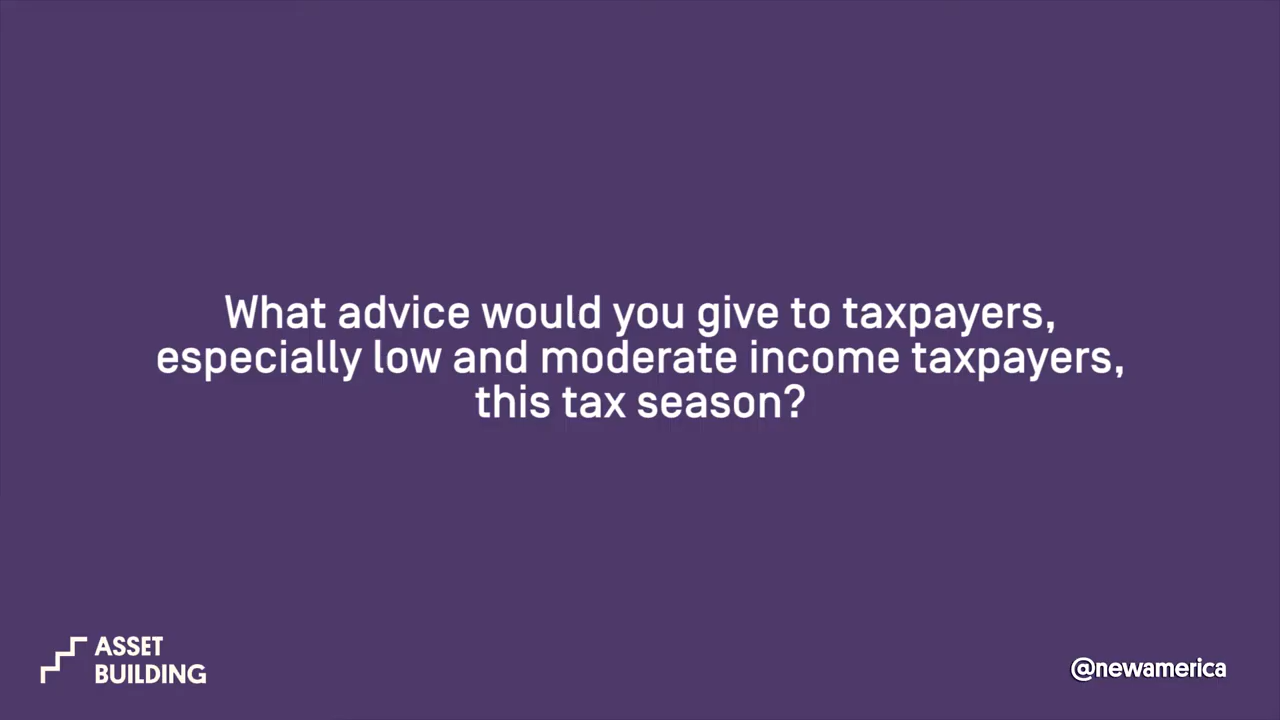 What advice would you give to taxpayers,
especially low and moderate income taxpayers,
this tax season?
ASSET
BUILDING
@newamerica